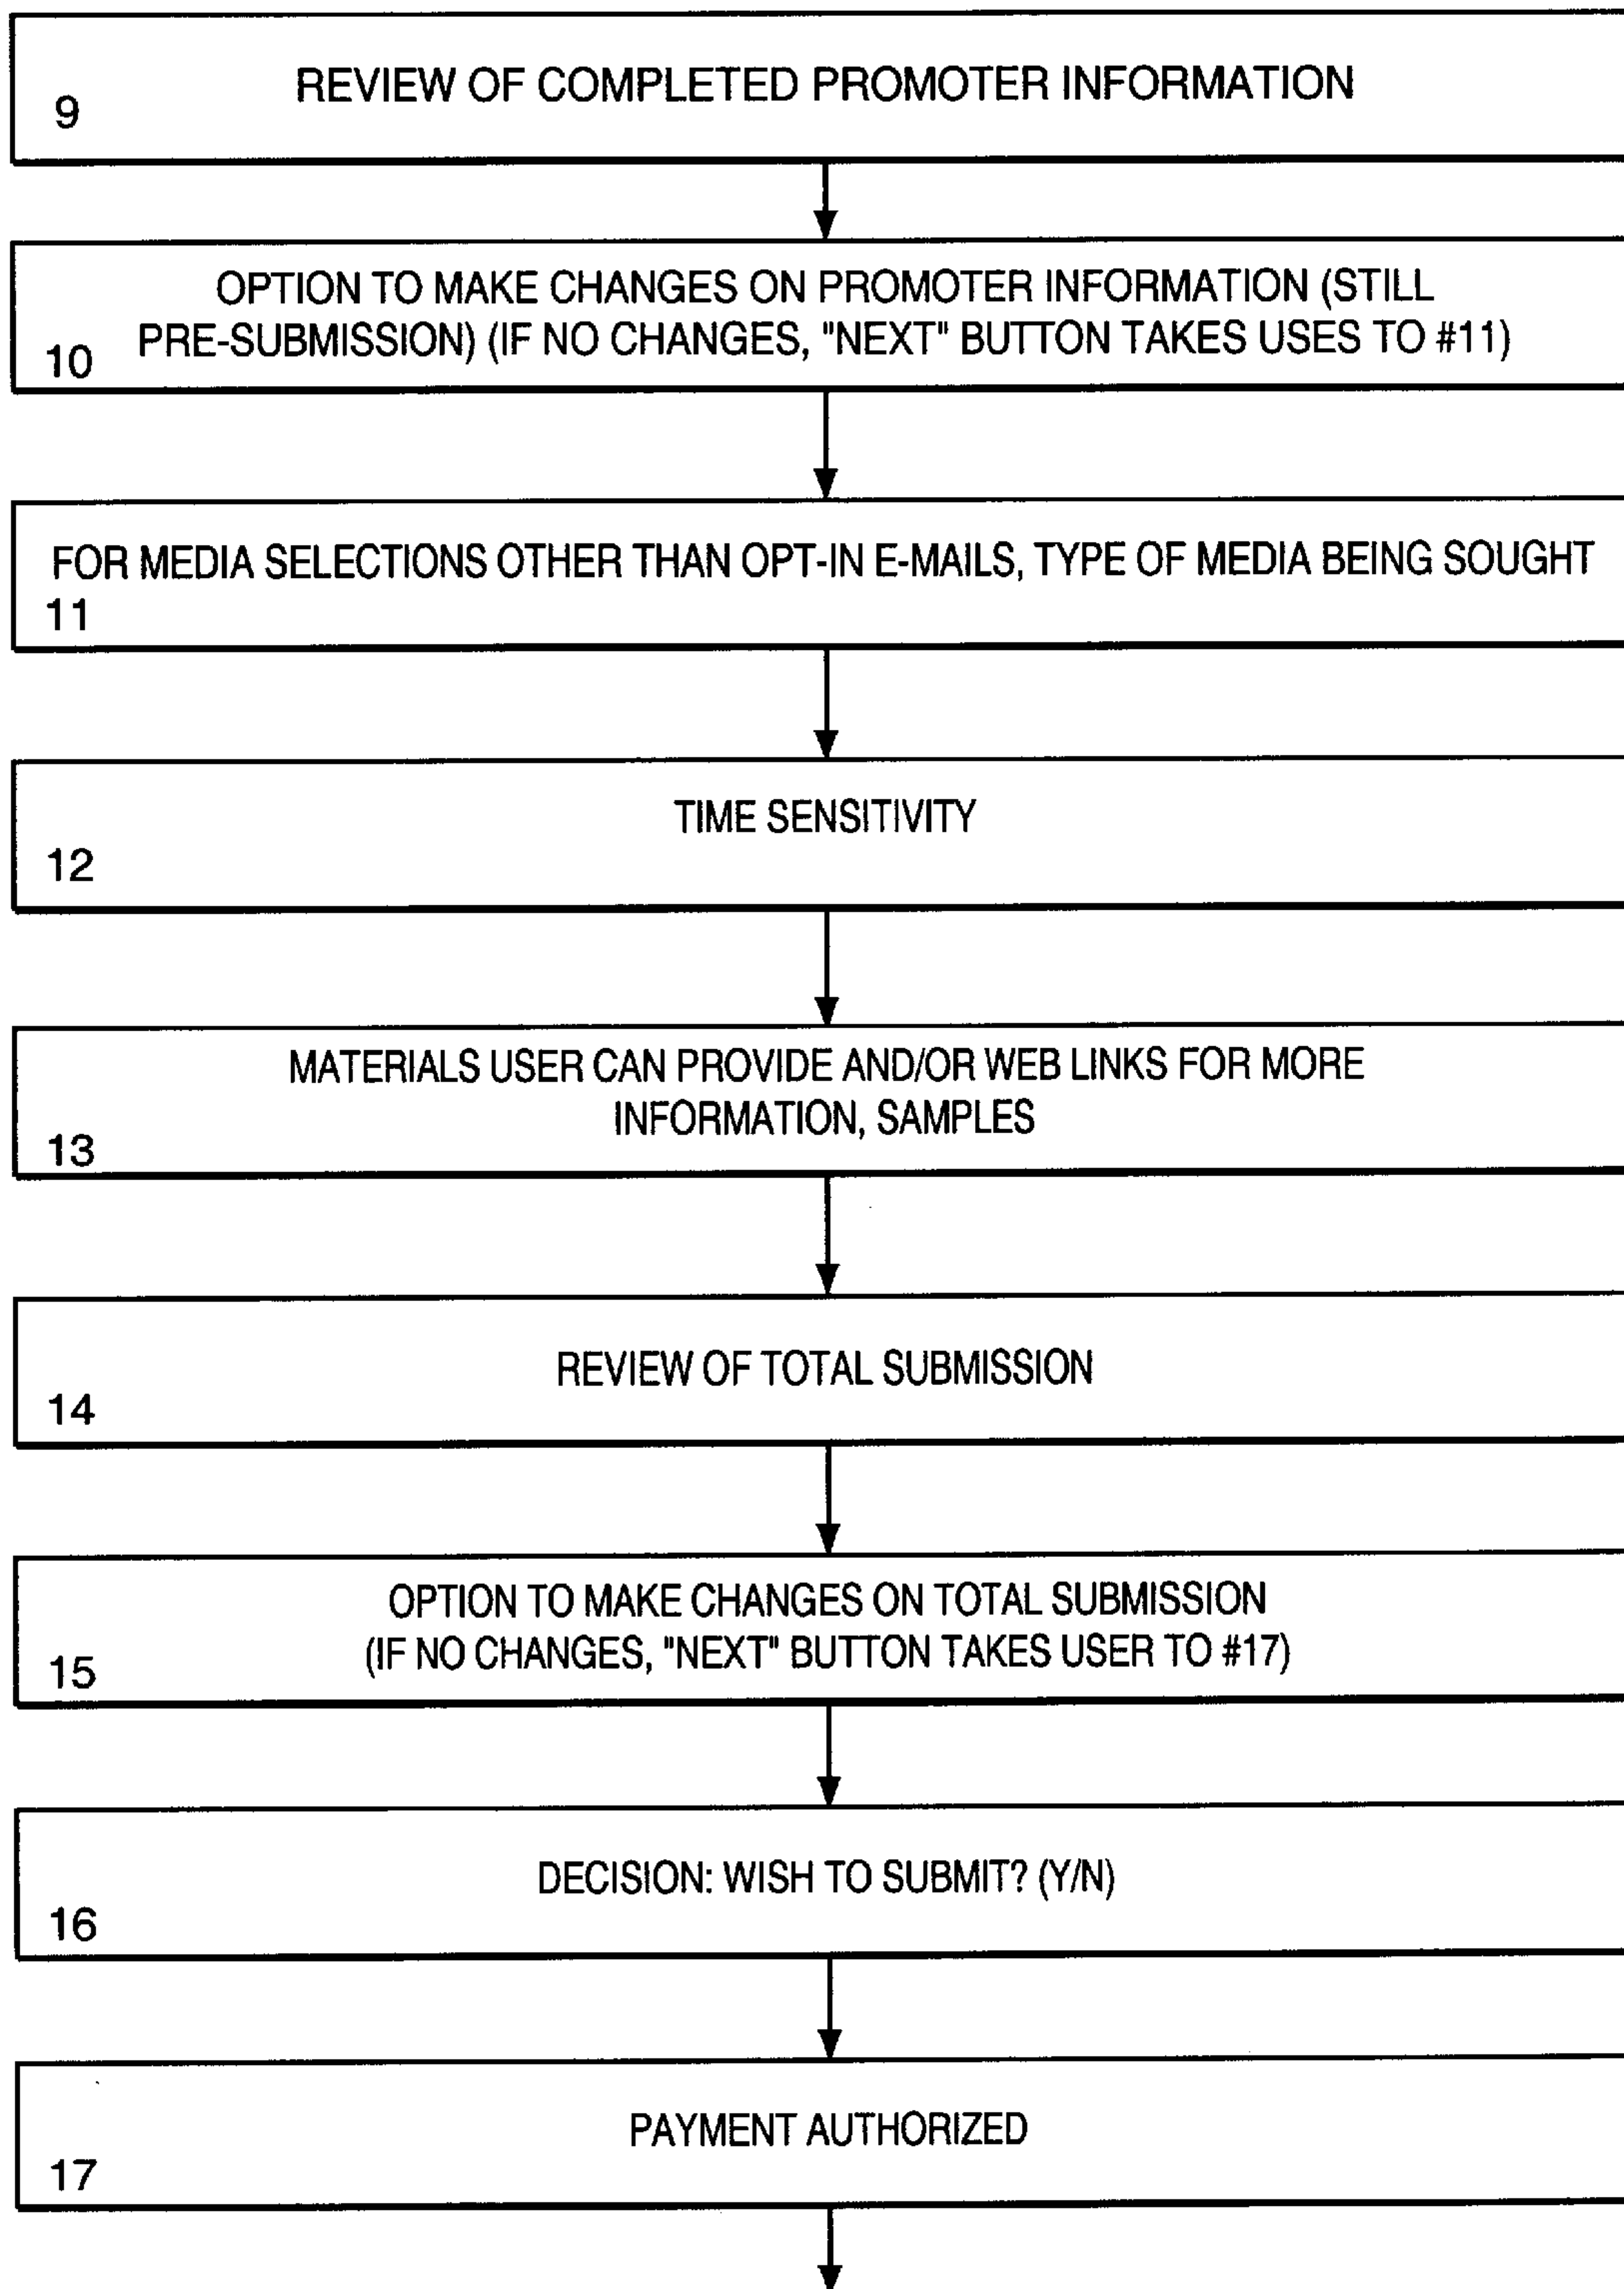 REVIEW OF COMPLETED PROMOTER INFORMATION
9
OPTION TO MAKE CHANGES ON PROMOTER INFORMATION (STILL
PRE-SUBMISSION) (IF NO CHANGES, "NEXT" BUTTON TAKES USES TO #11)
10
FOR MEDIA SELECTIONS OTHER THAN OPT-IN E-MAILS, TYPE OF MEDIA BEING SOUGHT
11
TIME SENSITIVITY
12
MATERIALS USER CAN PROVIDE AND/OR WEB LINKS FOR MORE
INFORMATION, SAMPLES
13
REVIEW OF TOTAL SUBMISSION
14
OPTION TO MAKE CHANGES ON TOTAL SUBMISSION
(IF NO CHANGES, "NEXT" BUTTON TAKES USER TO #17)
15
DECISION: WISH TO SUBMIT? (Y/N)
16
PAYMENT AUTHORIZED
17